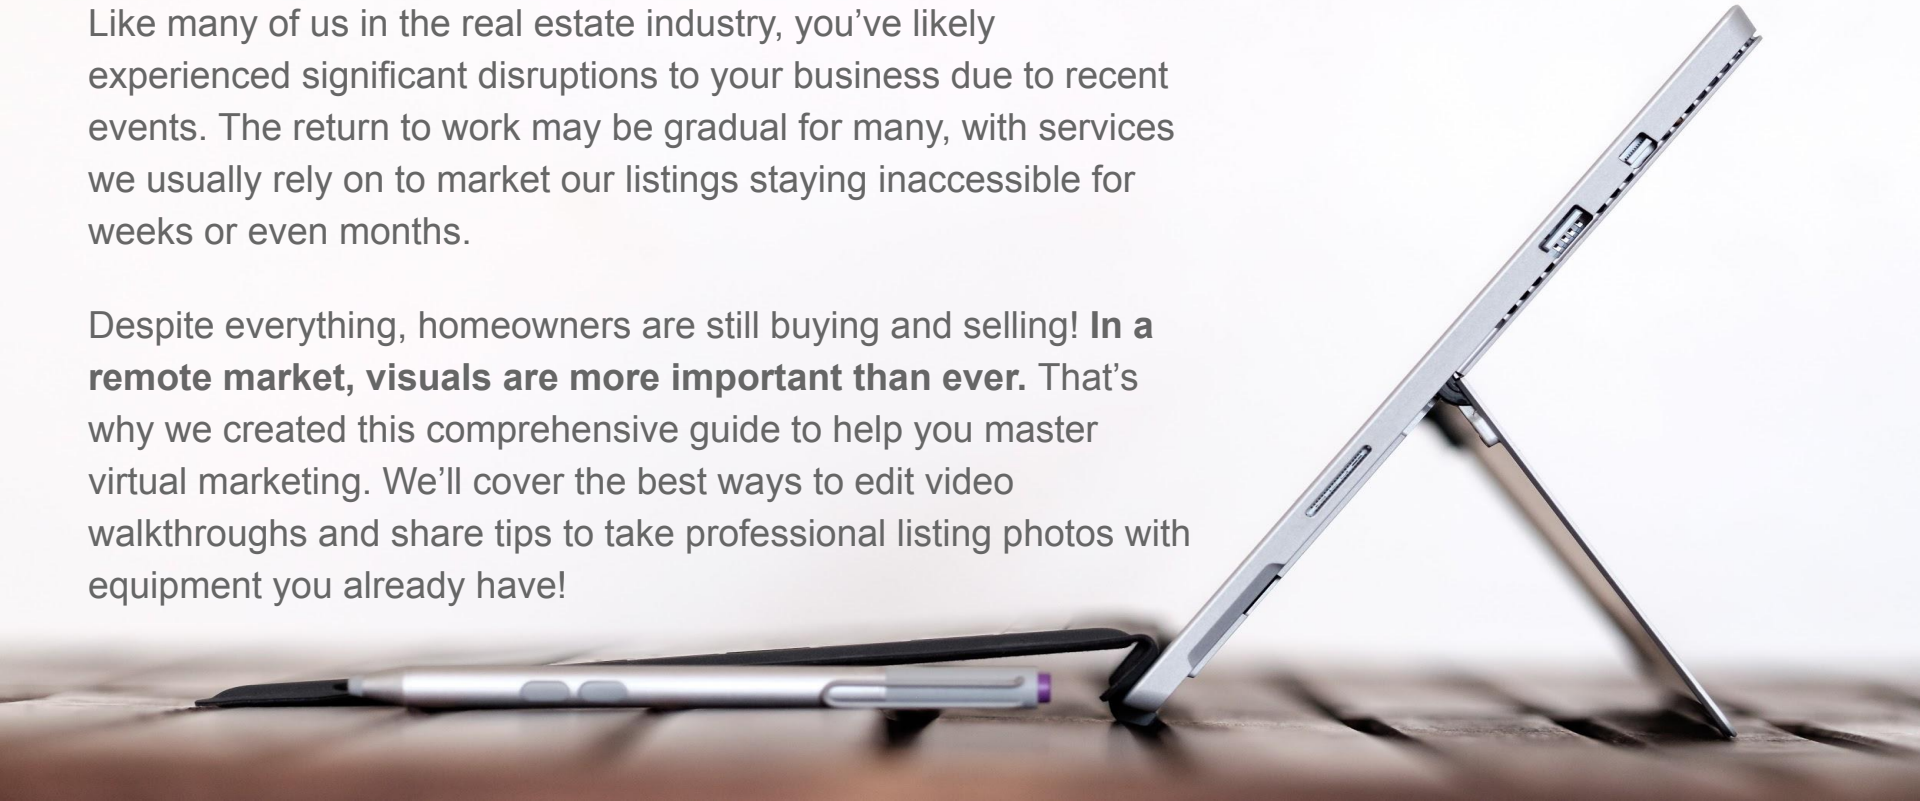 Like many of us in the real estate industry, you’ve likely
experienced significant disruptions to your business due to recent
events. The return to work may be gradual for many, with services
we usually rely on to market our listings staying inaccessible for
weeks or even months.
Despite everything, homeowners are still buying and selling! In a
remote market, visuals are more important than ever. That’s
why we created this comprehensive guide to help you master
virtual marketing. We’ll cover the best ways to edit video
walkthroughs and share tips to take professional listing photos with
equipment you already have!